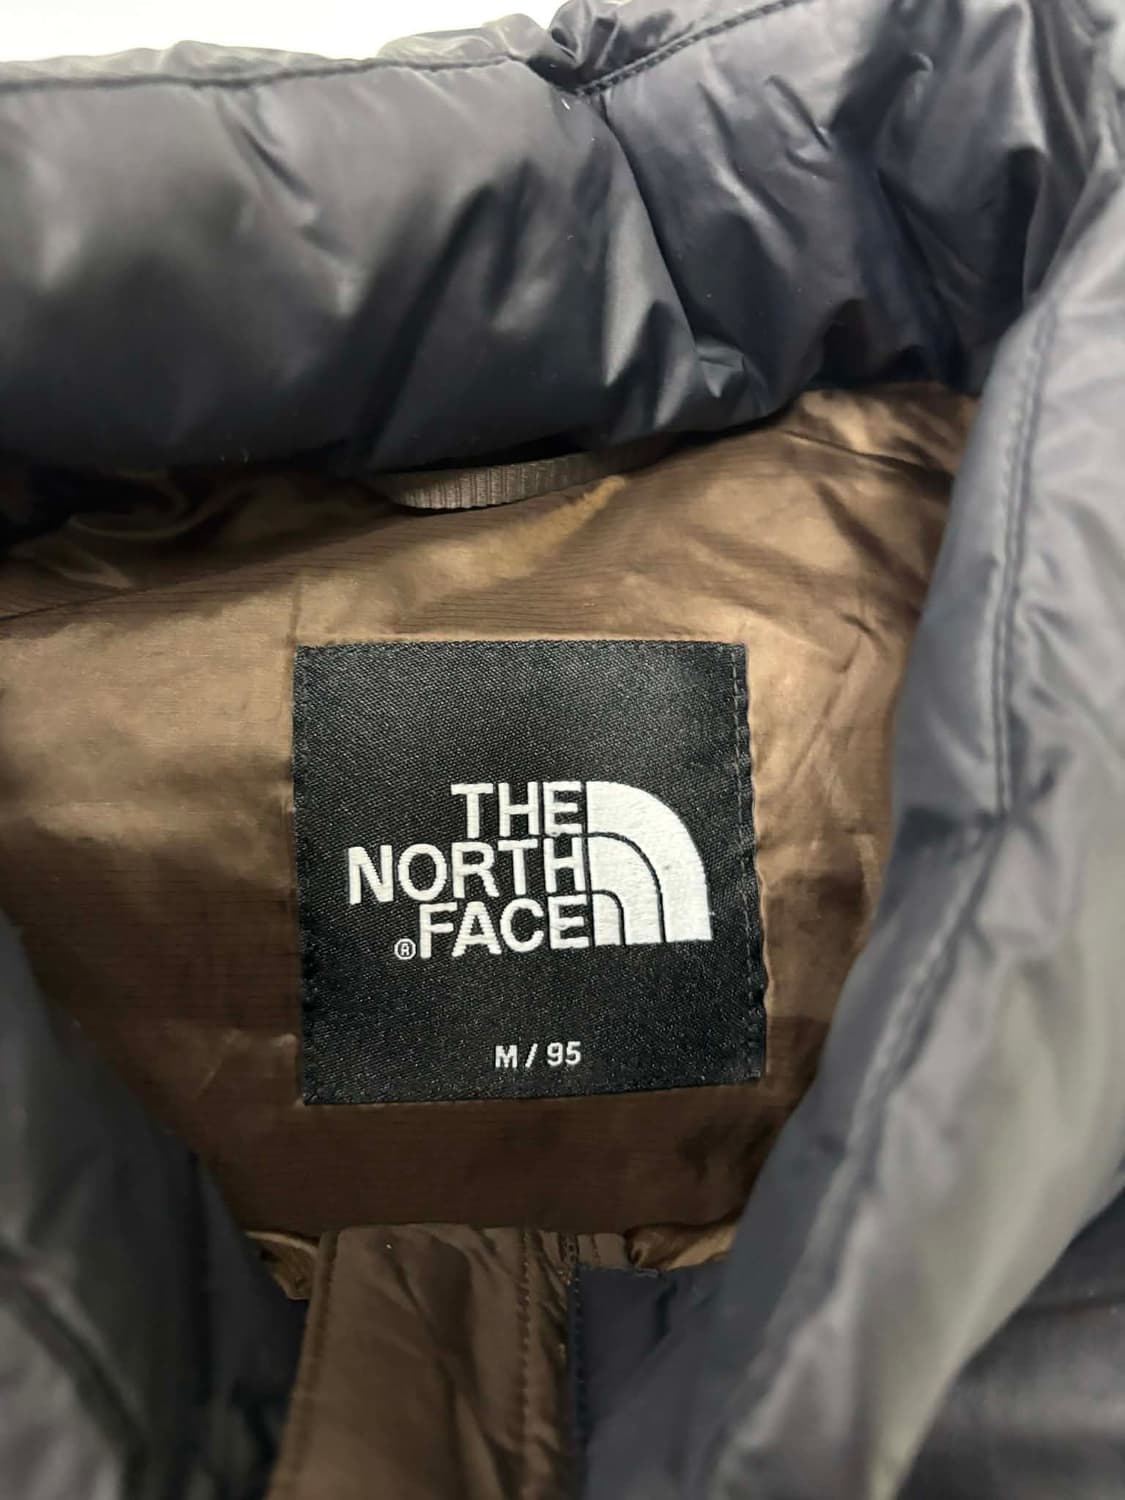 THE
NORTH
®FACE
M / 95